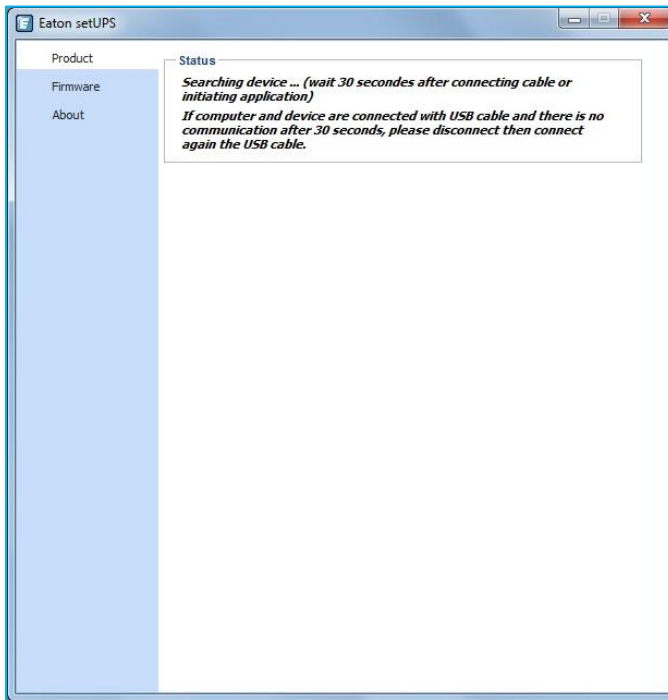 Eaton setUPS
Product
Firmware
About
Status
Searching device ... (wait 30 secondes after connecting cable or
initiating application)
If computer and device are connected with USB cable and there is no
communication after 30 seconds, please disconnect then connect
again the USB cable.